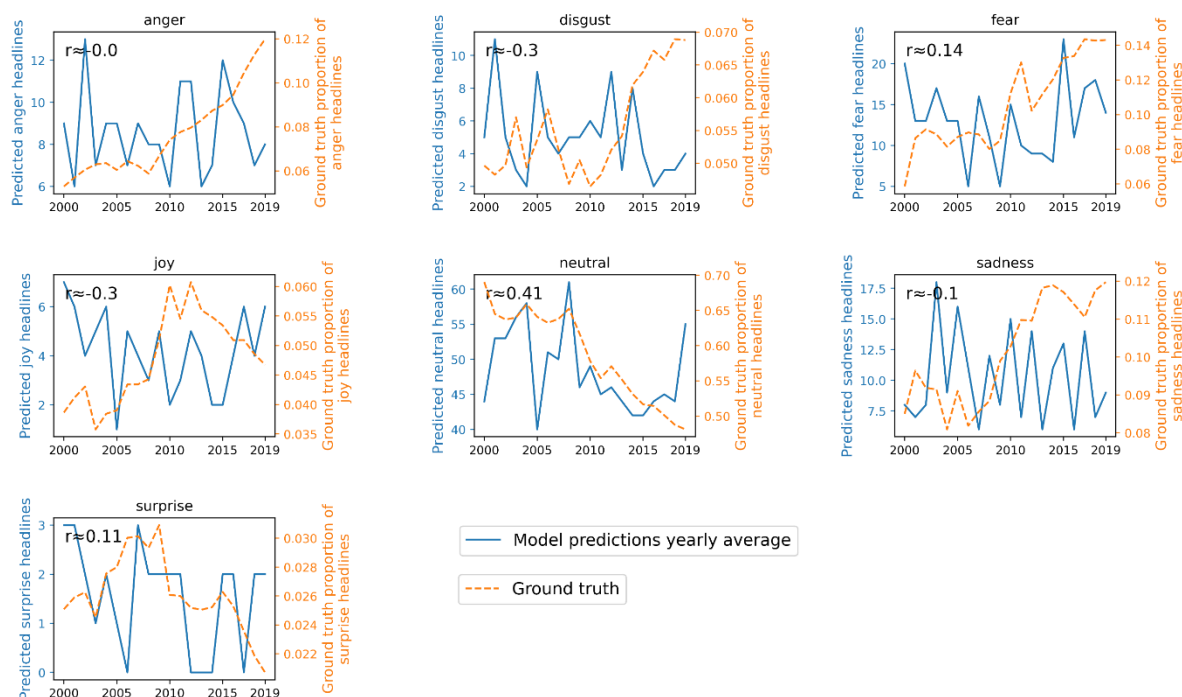 anger
r≈-0.0
Predicted anger headlines
12
10
8
6
0.12
0.10
0.08
0.06
Ground truth proportion of
anger headlines
2000 2005 2010 2015 2019
disgust
r≈-0.3
Predicted disgust headlines
10
8
6
4
2
0.070
0.065
0.060
0.055
0.050
Ground truth proportion of
disgust headlines
2000 2005 2010 2015 2019
fear
r≈0.14
Predicted fear headlines
20
15
10
5
0.14
0.12
0.10
0.08
0.06
Ground truth proportion of
fear headlines
2000 2005 2010 2015 2019
joy
r≈-0.3
Predicted joy headlines
6
4
2
0.060
0.055
0.050
0.045
0.040
0.035
Ground truth proportion of
joy headlines
2000 2005 2010 2015 2019
neutral
r≈0.41
Predicted neutral headlines
60
55
50
45
40
0.70
0.65
0.60
0.55
0.50
Ground truth proportion of
neutral headlines
2000 2005 2010 2015 2019
sadness
r≈-0.1
Predicted sadness headlines
17.5
15.0
12.5
10.0
7.5
0.12
0.11
0.10
0.09
0.08
Ground truth proportion of
sadness headlines
2000 2005 2010 2015 2019
surprise
r≈0.11
Predicted surprise headlines
3
2
1
0
0.030
0.028
0.026
0.024
0.022
Ground truth proportion of
surprise headlines
2000 2005 2010 2015 2019
Model predictions yearly average
Ground truth